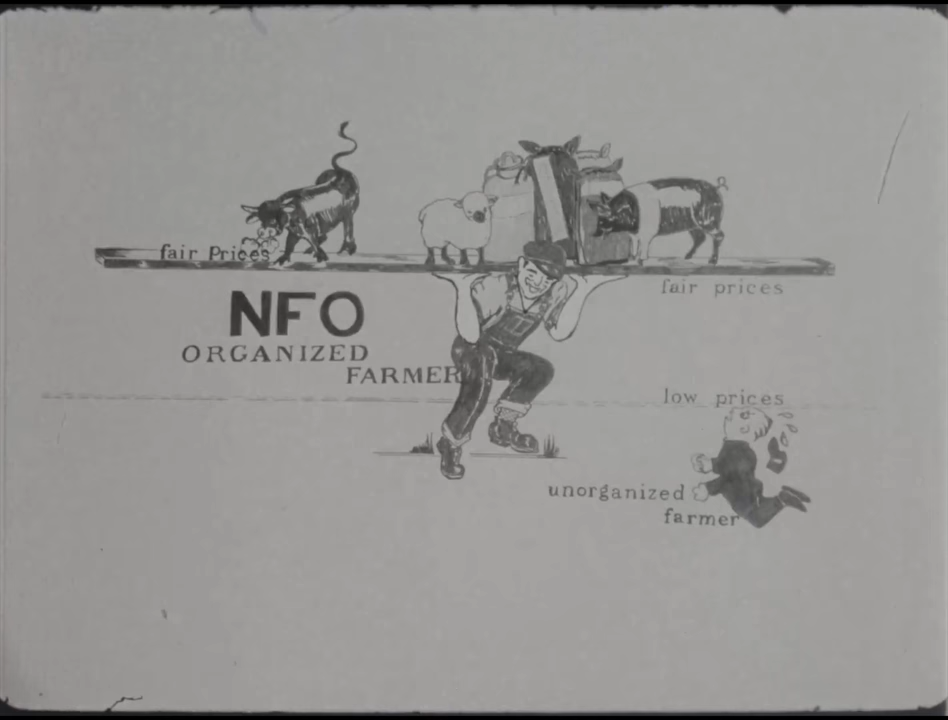 fair Prices
fair prices
NFO
ORGANIZED
FARMER
low prices
unorganized
farmer